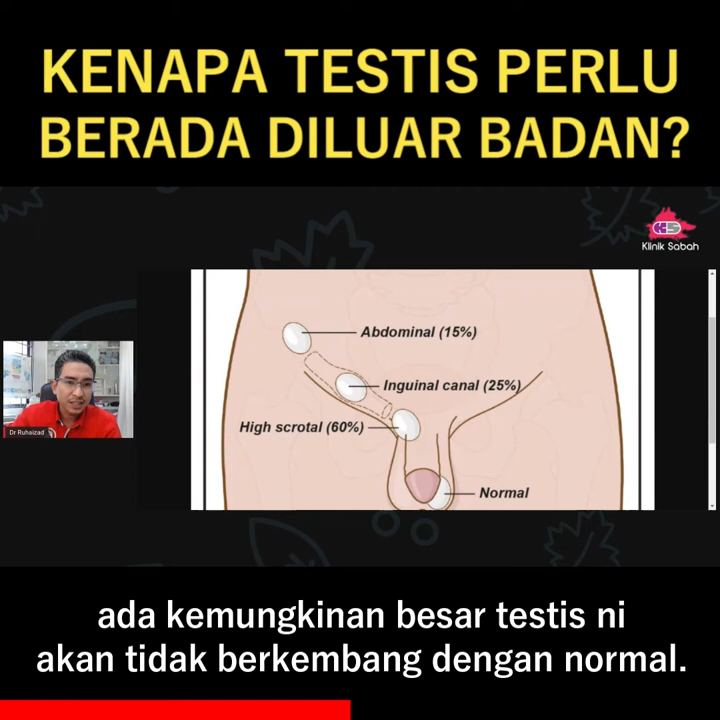 KENAPA TESTIS PERLU
BERADA DILUAR BADAN?
KS
Klinik Sabah
Abdominal (15%)
Inguinal canal (25%)
High scrotal (60%)
Normal
Dr Ruhaizad
ada kemungkinan besar testis ni
akan tidak berkembang dengan normal.